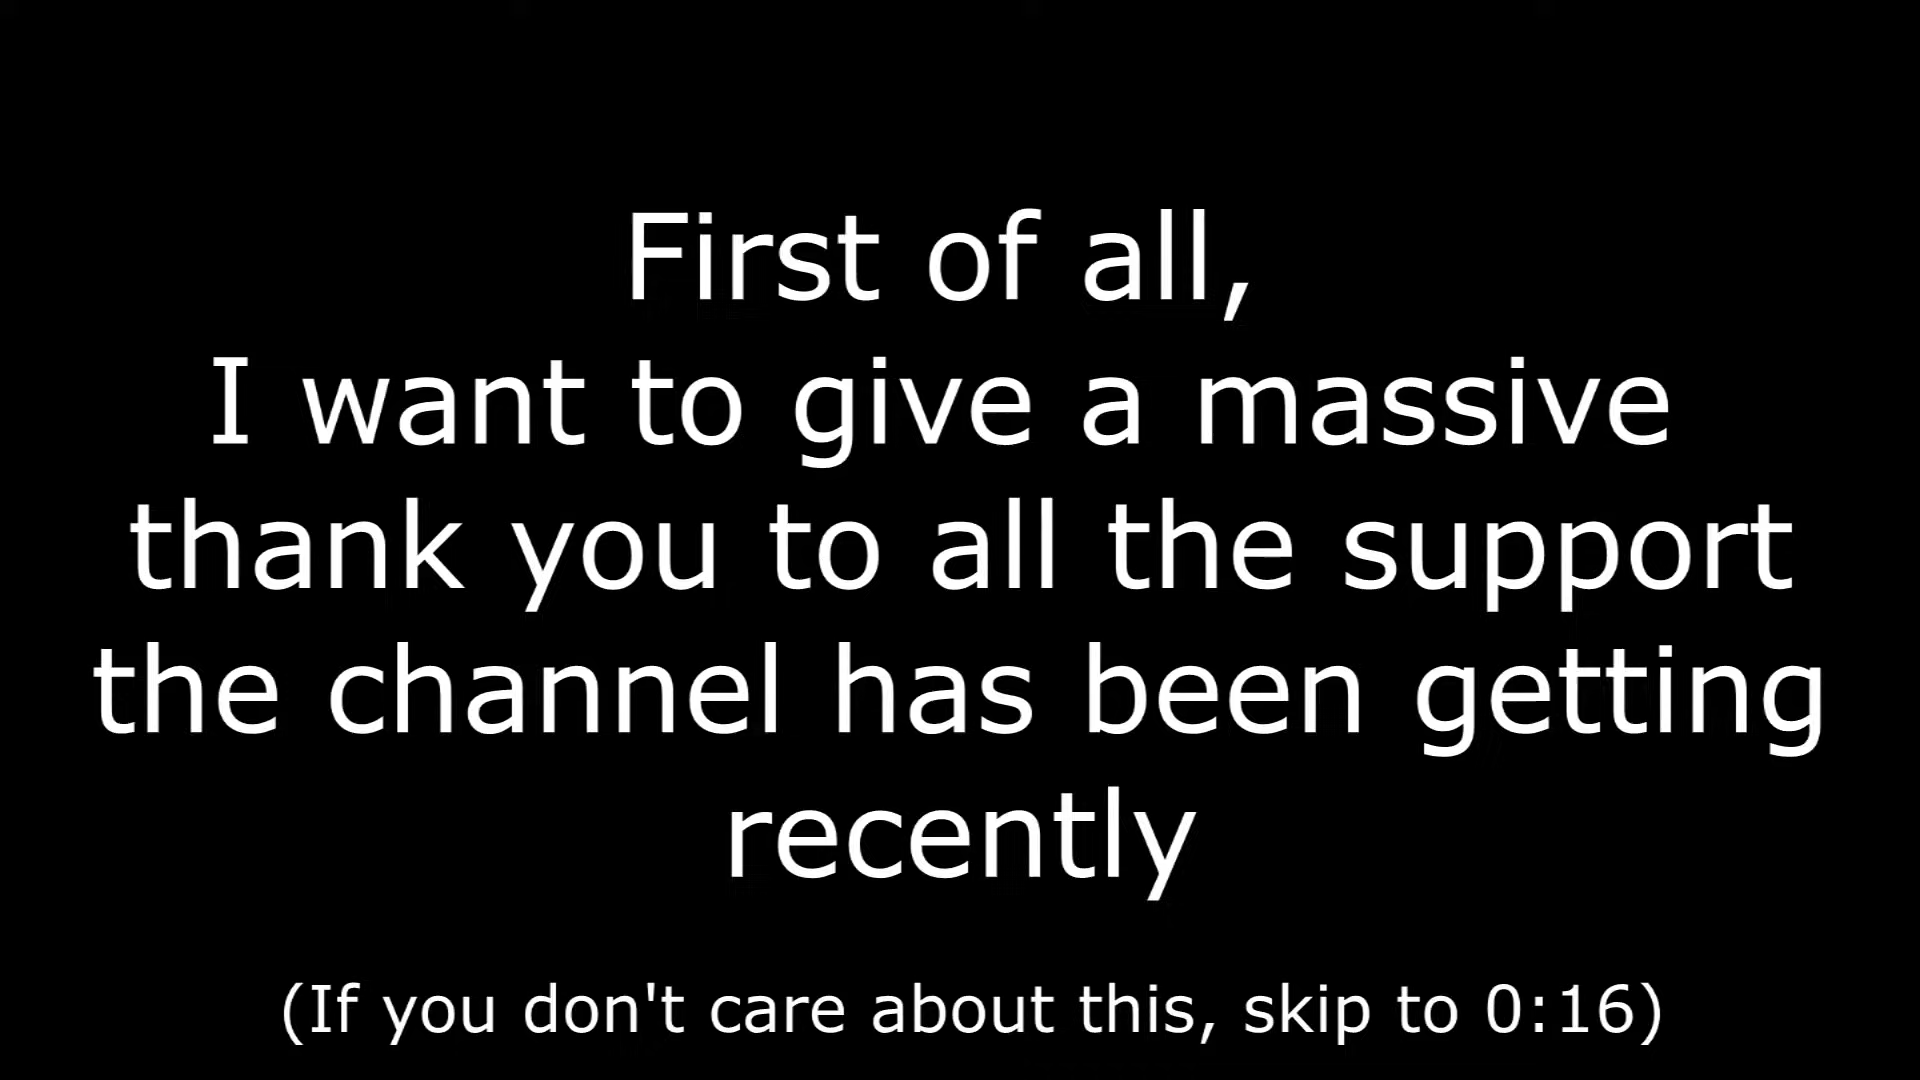 First of all,
I want to give a massive
thank you to all the support
the channel has been getting
recently
(If you don't care about this, skip to 0:16)